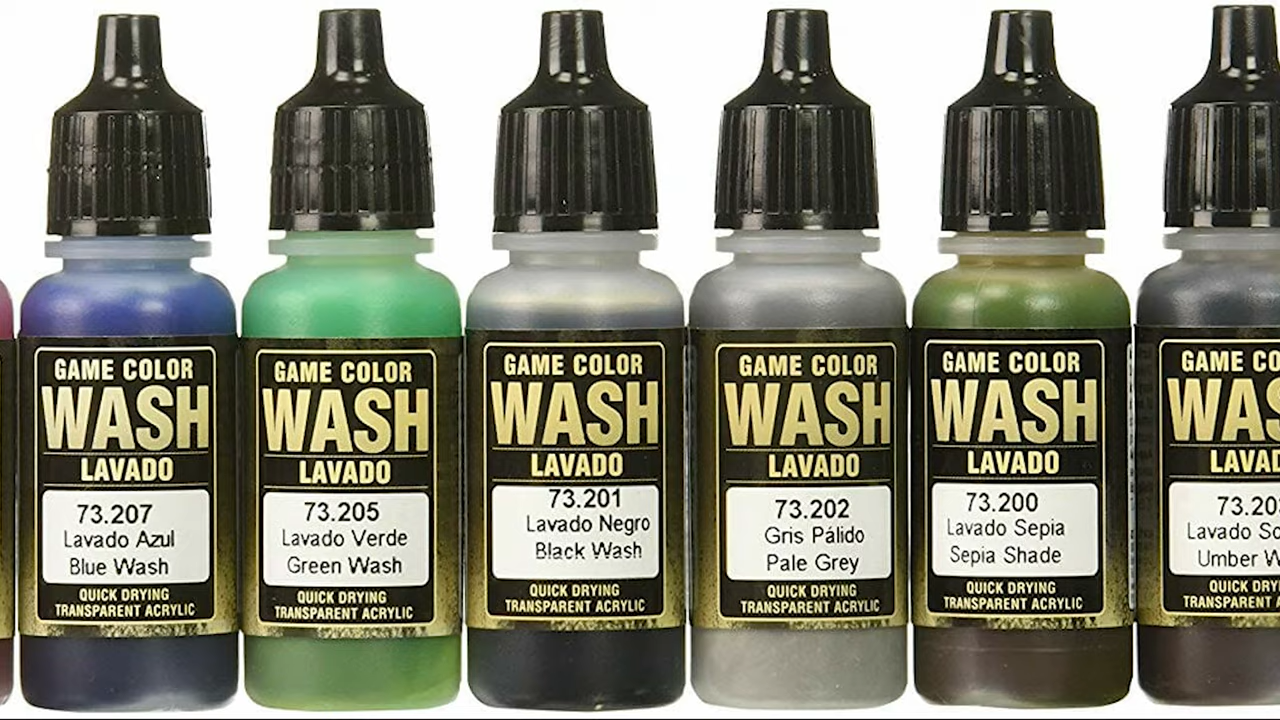 GAME COLOR
WASH
LAVADO
73.207
Lavado Azul
Blue Wash
QUICK DRYING
TRANSPARENT ACRYLIC
GAME COLOR
WASH
LAVADO
73.205
Lavado Verde
Green Wash
QUICK DRYING
TRANSPARENT ACRYLIC
GAME COLOR
WASH
LAVADO
73.201
Lavado Negro
Black Wash
QUICK DRYING
TRANSPARENT ACRYLIC
GAME COLOR
WASH
LAVADO
73.202
Gris Pálido
Pale Grey
QUICK DRYING
TRANSPARENT ACRYLIC
GAME COLOR
WASH
LAVADO
73.200
Lavado Sepia
Sepia Shade
QUICK DRYING
TRANSPARENT ACRYLIC
GAME
Lavado
Umber
QUICK
TRANSPARENT